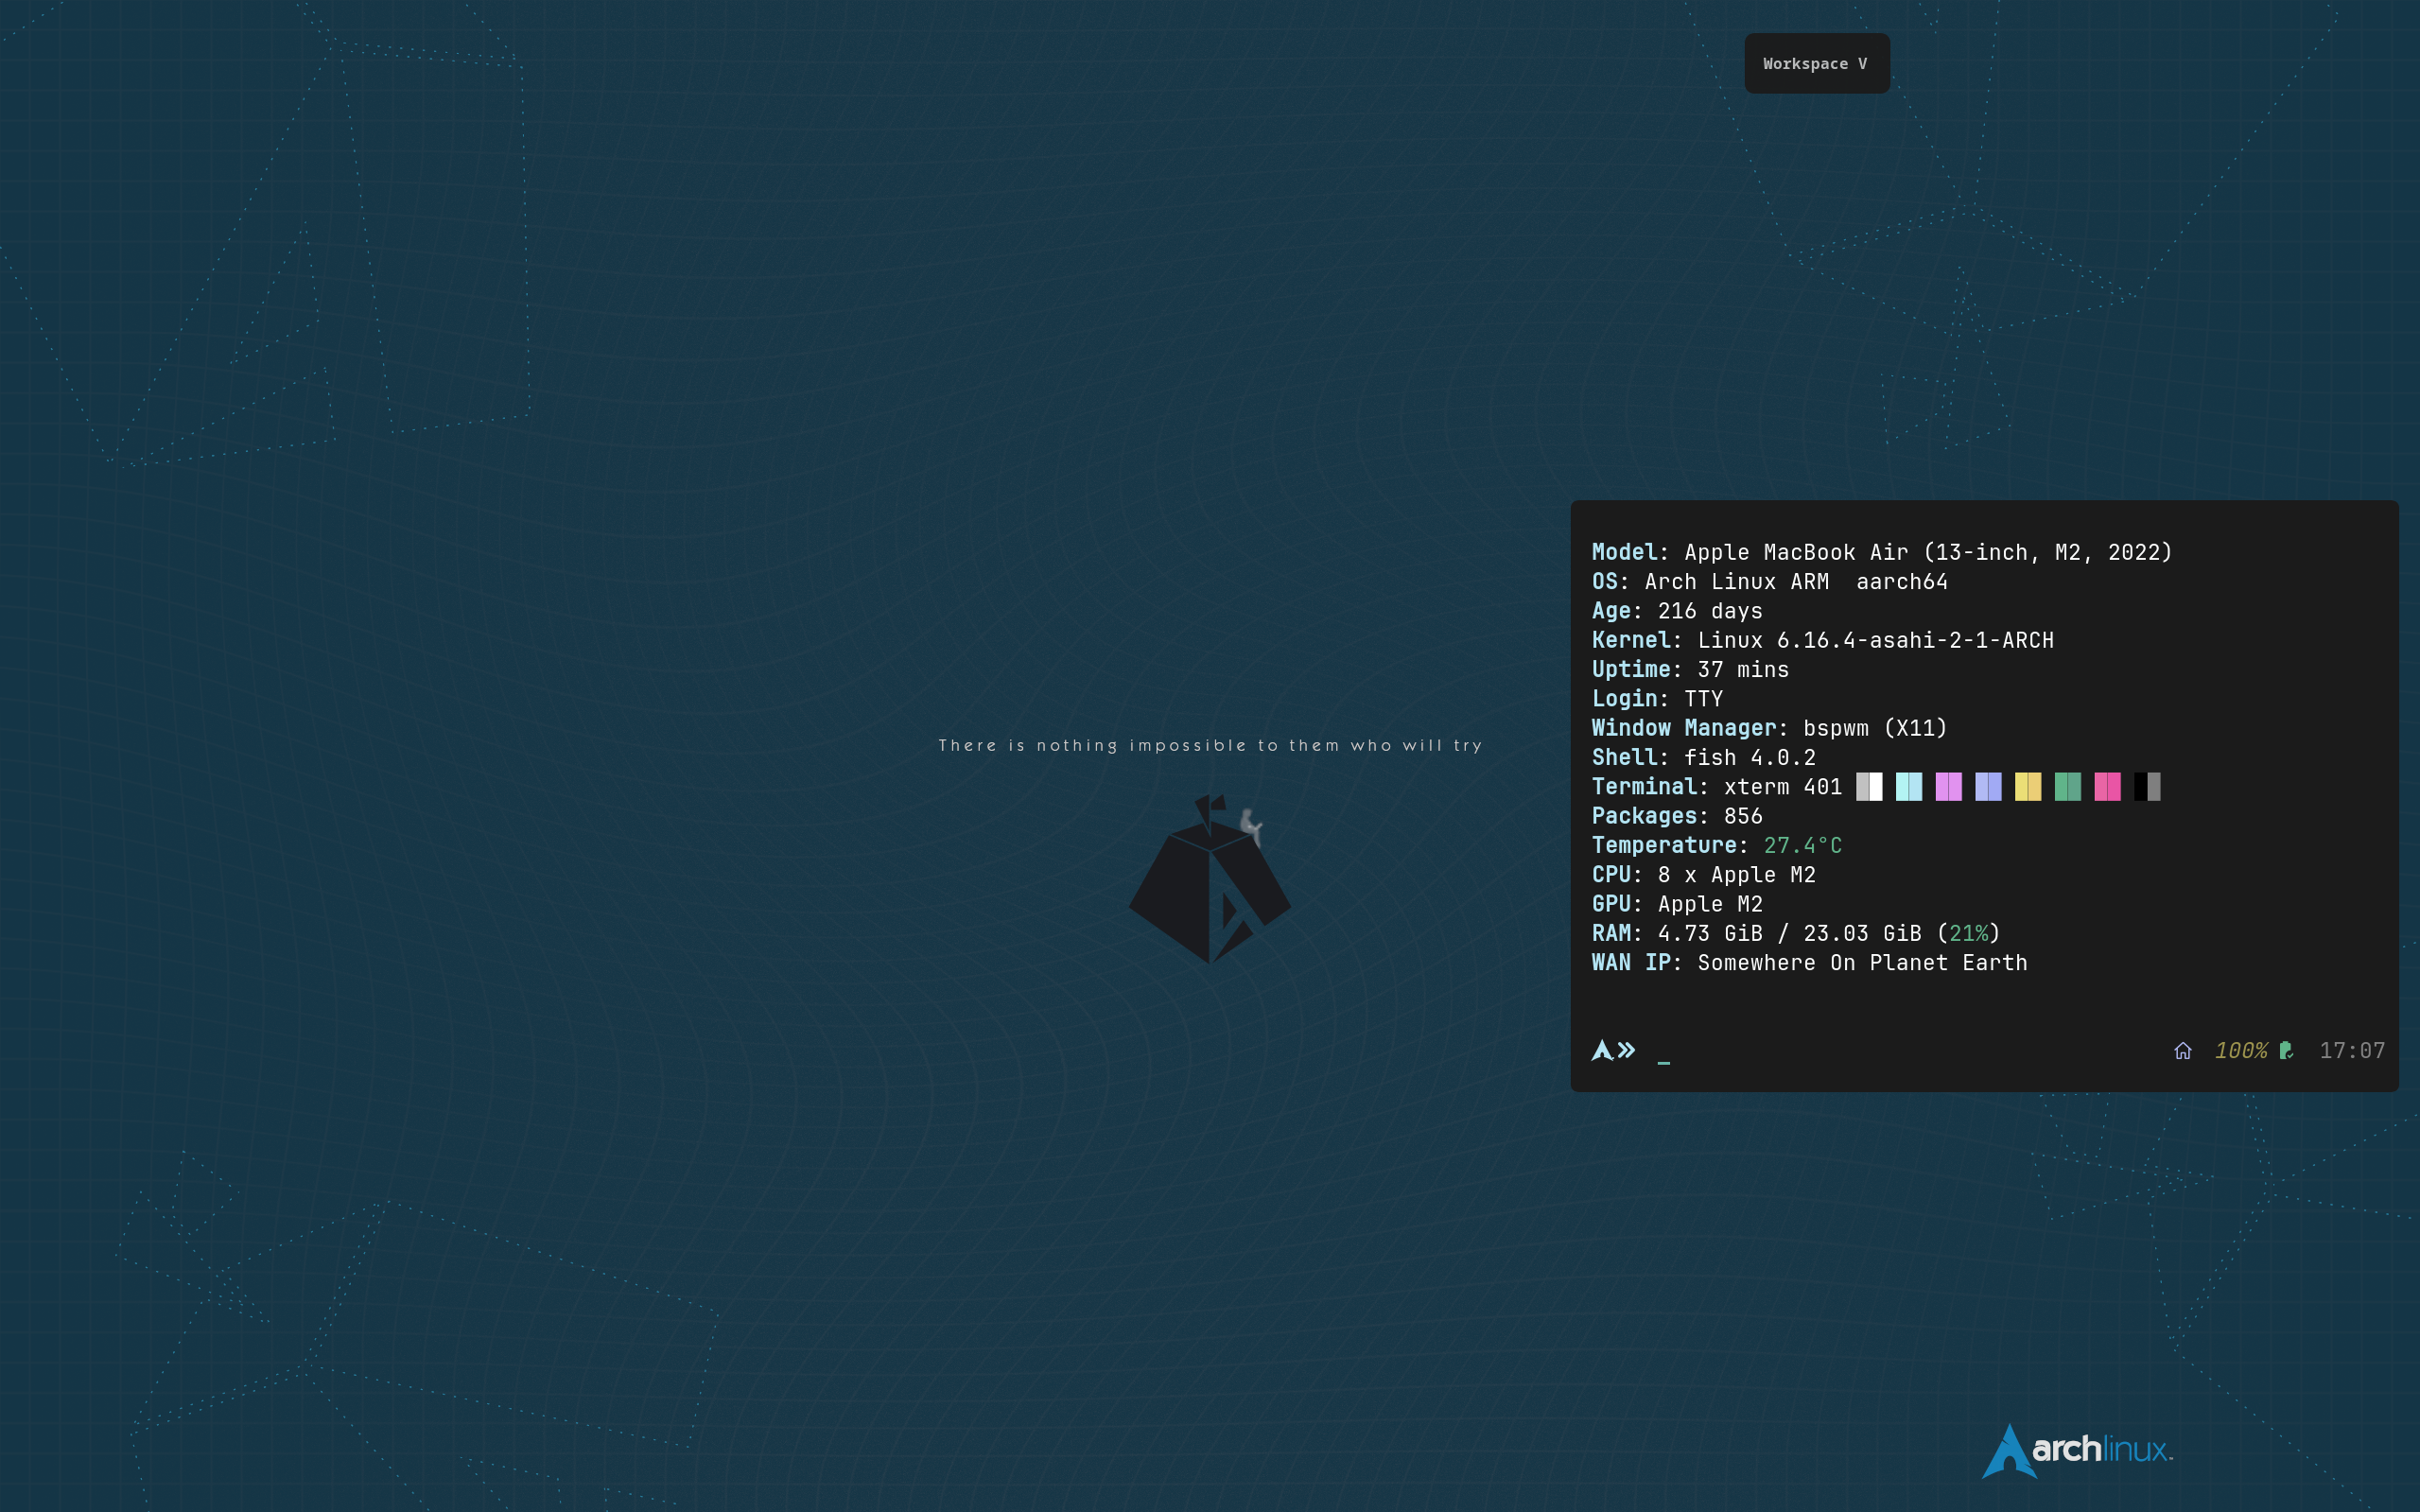 Workspace V
Model: Apple MacBook Air (13-inch, M2, 2022)
OS: Arch Linux ARM  aarch64
Age: 216 days
Kernel: Linux 6.16.4-asahi-2-1-ARCH
Uptime: 37 mins
Login: TTY
Window Manager: bspwm (X11)
Shell: fish 4.0.2
There is nothing impossible to them who will try
Terminal: xterm 401
Packages: 856
Temperature: 27.4°C
CPU: 8 x Apple M2
GPU: Apple M2
RAM: 4.73 GiB / 23.03 GiB (21%)
WAN IP: Somewhere On Planet Earth
100% 17:07
archlinux™